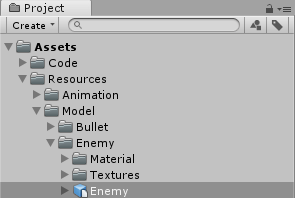 Project
Create
Assets
Code
Resources
Animation
Model
Bullet
Enemy
Material
Textures
Enemy